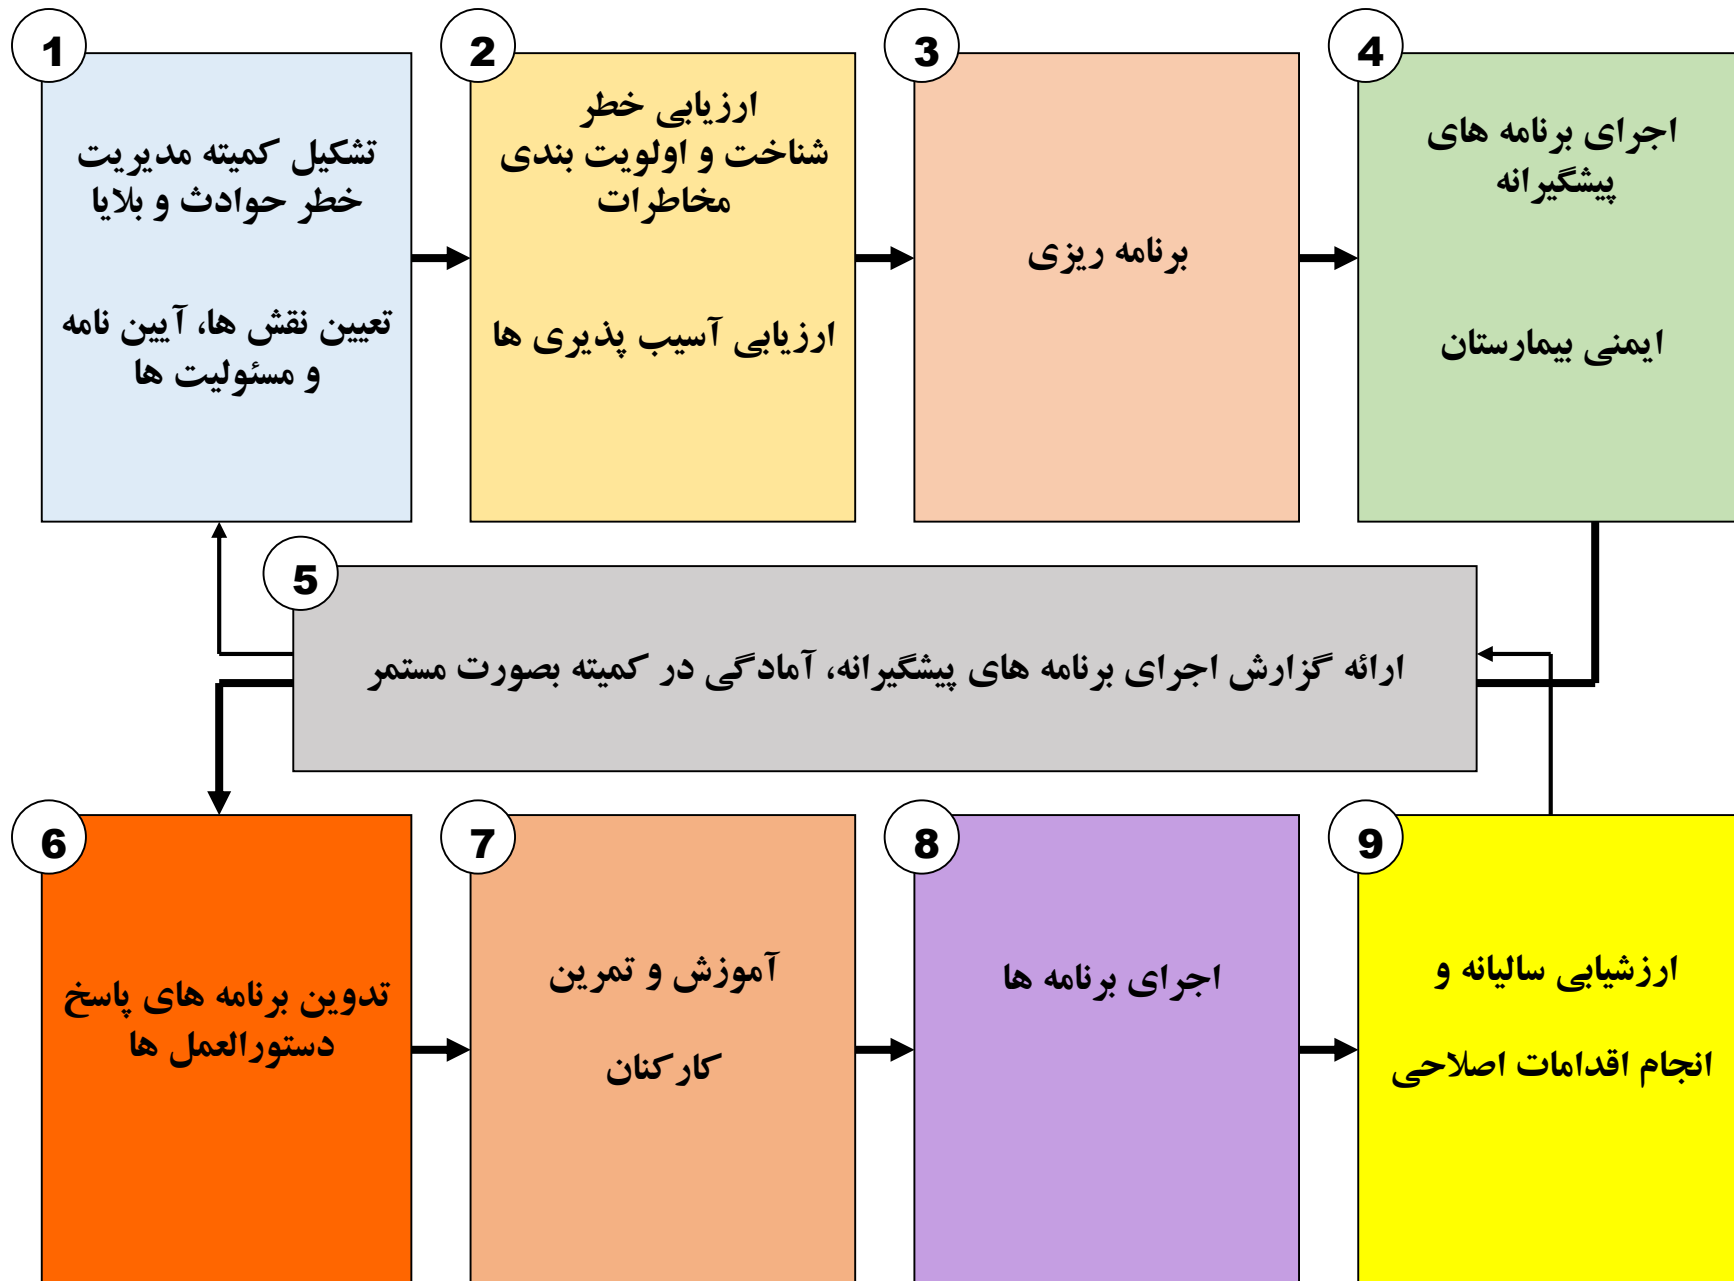 1
تشکیل کمیته مدیریت
خطر حوادث و بلایا
تعیین نقش ها، آیین نامه
و مسئولیت ها
2
ارزیابی خطر
شناخت و اولویت بندی
مخاطرات
ارزیابی آسیب پذیری ها
3
برنامه ریزی
4
اجرای برنامه های
پیشگیرانه
ایمنی بیمارستان
5
ارائه گزارش اجرای برنامه های پیشگیرانه، آمادگی در کمیته بصورت مستمر
6
تدوین برنامه های پاسخ
دستورالعمل ها
7
آموزش و تمرین
کارکنان
8
اجرای برنامه ها
9
ارزشیابی سالیانه و
انجام اقدامات اصلاحی